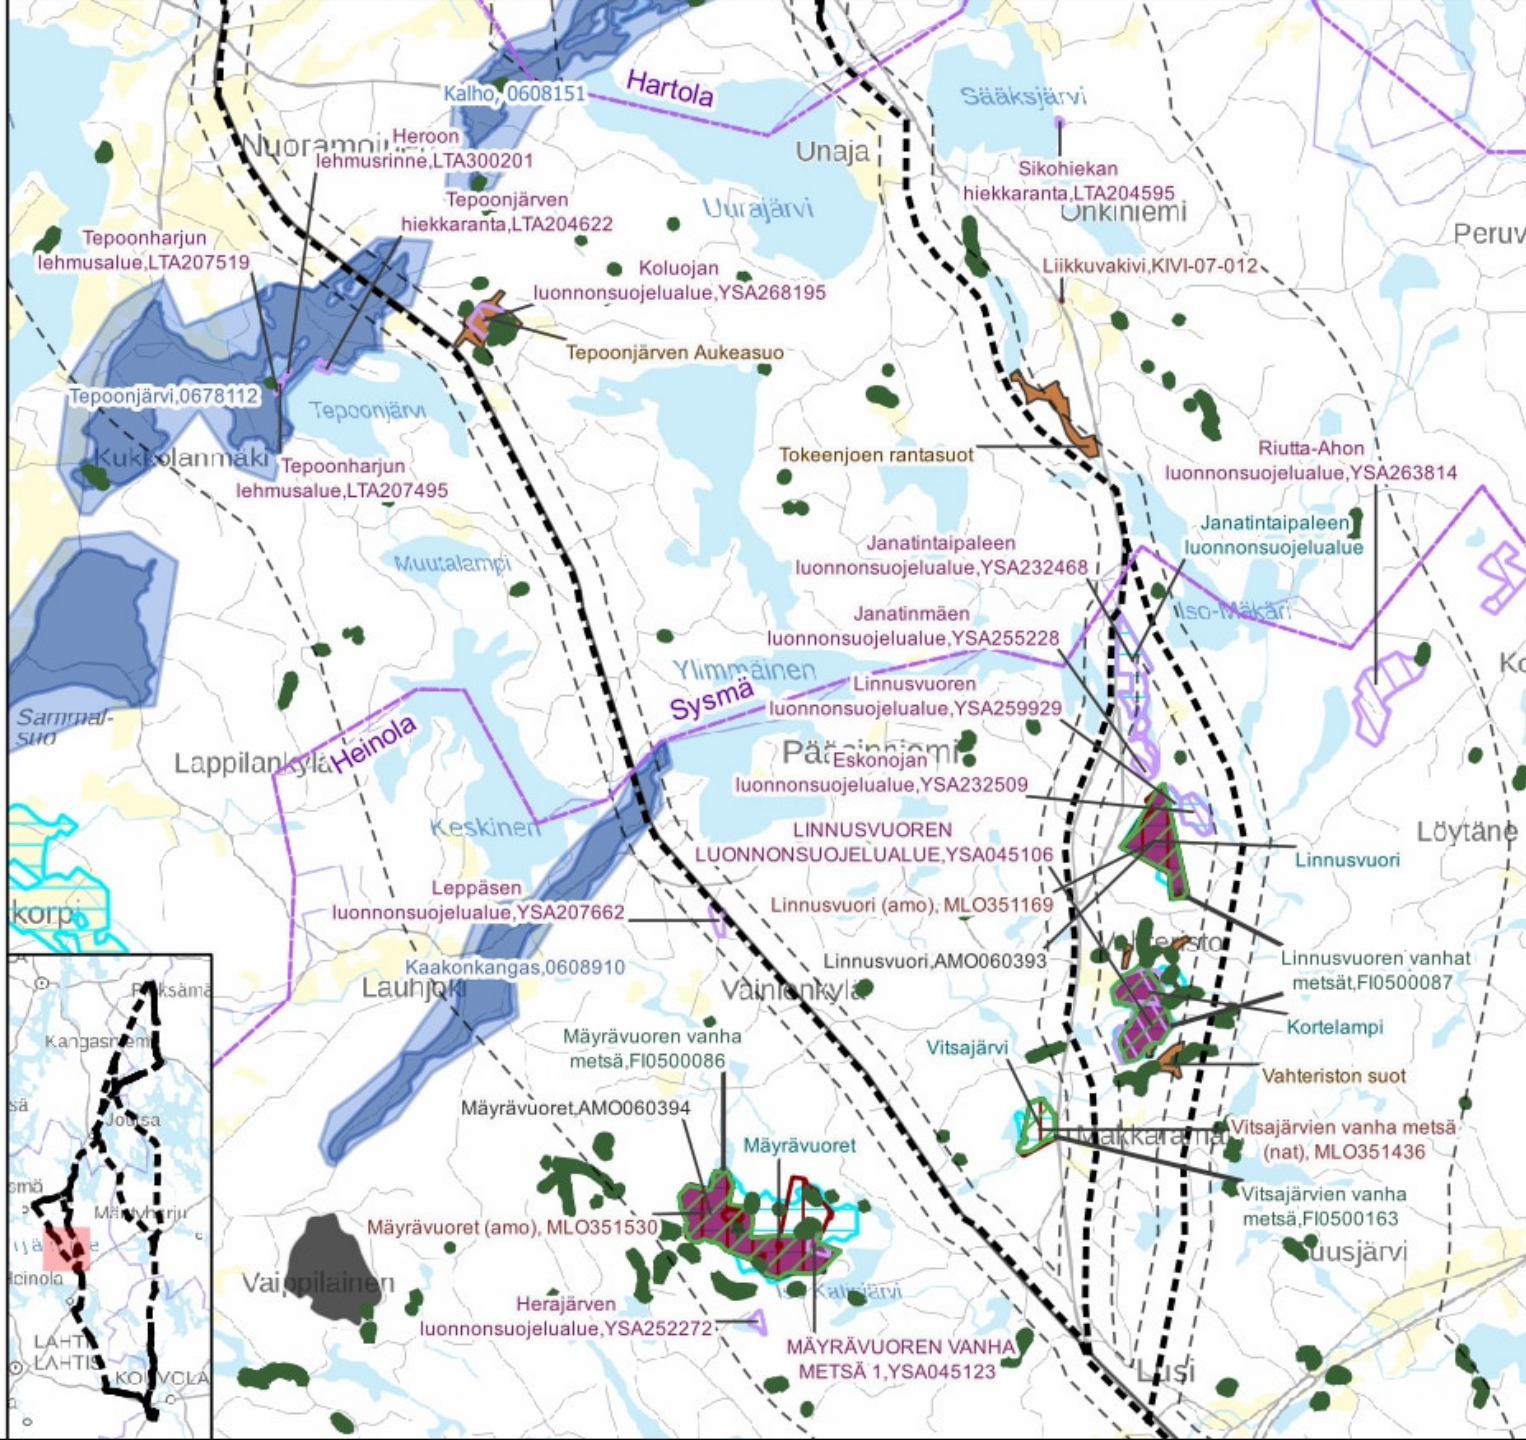 Hartola
Kalho, 0608151
Sääksjärvi
Heroon
lehmusrinne,LTA300201
Unaja
Sikohiekan
hiekkaranta,LTA204595
Onkiniemi
Tepoonjärven
hiekkaranta,LTA204622
Uurajärvi
Tepoonharjun
lehmusalue,LTA207519
Koluojan
luonnonsuojelualue,YSA268195
Liikkuvakivi,KIVI-07-012
Tepoonjärven Aukeasuo
Tepoonjärvi,0678112
Tepoonjärvi
Kukkolanmäki
Tepoonharjun
lehmusalue,LTA207495
Tokeenjoen rantasuot
Riutta-Ahon
luonnonsuojelualue,YSA263814
Janatintaipaleen
luonnonsuojelualue
Janatintaipaleen
luonnonsuojelualue,YSA232468
Muutalampi
Iso-Mäkäri
Janatinmäen
luonnonsuojelualue,YSA255228
Ylimmäinen
Sysmä
Linnusvuoren
luonnonsuojelualue,YSA259929
Sammal-
suo
Heinola
Lappilankylä
Eskonojan
luonnonsuojelualue,YSA232509
Keskinen
LINNUSVUOREN
LUONNONSUOJELUALUE,YSA045106
Linnusvuori
Leppäsen
luonnonsuojelualue,YSA207662
Linnusvuori (amo), MLO351169
korpi
Linnusvuori,AMO060393
Linnusvuoren vanhat
metsät,FI0500087
Kaakonkangas,0608910
Lauhjoki
Väinienkylä
Kortelampi
Mäyrävuoren vanha
metsä,FI0500086
Vitsajärvi
Vahteriston suot
Mäyrävuoret,AMO060394
Mäyrävuoret
Vitsajärvien vanha metsä
(nat), MLO351436
Vitsajärvien vanha
metsä,FI0500163
Mäyrävuoret (amo), MLO351530
Vaippilainen
Herajärven
luonnonsuojelualue,YSA252272
MÄYRÄVUOREN VANHA
METSÄ 1,YSA045123
Lusi
Joutsa
LAHTI
LAHTIS